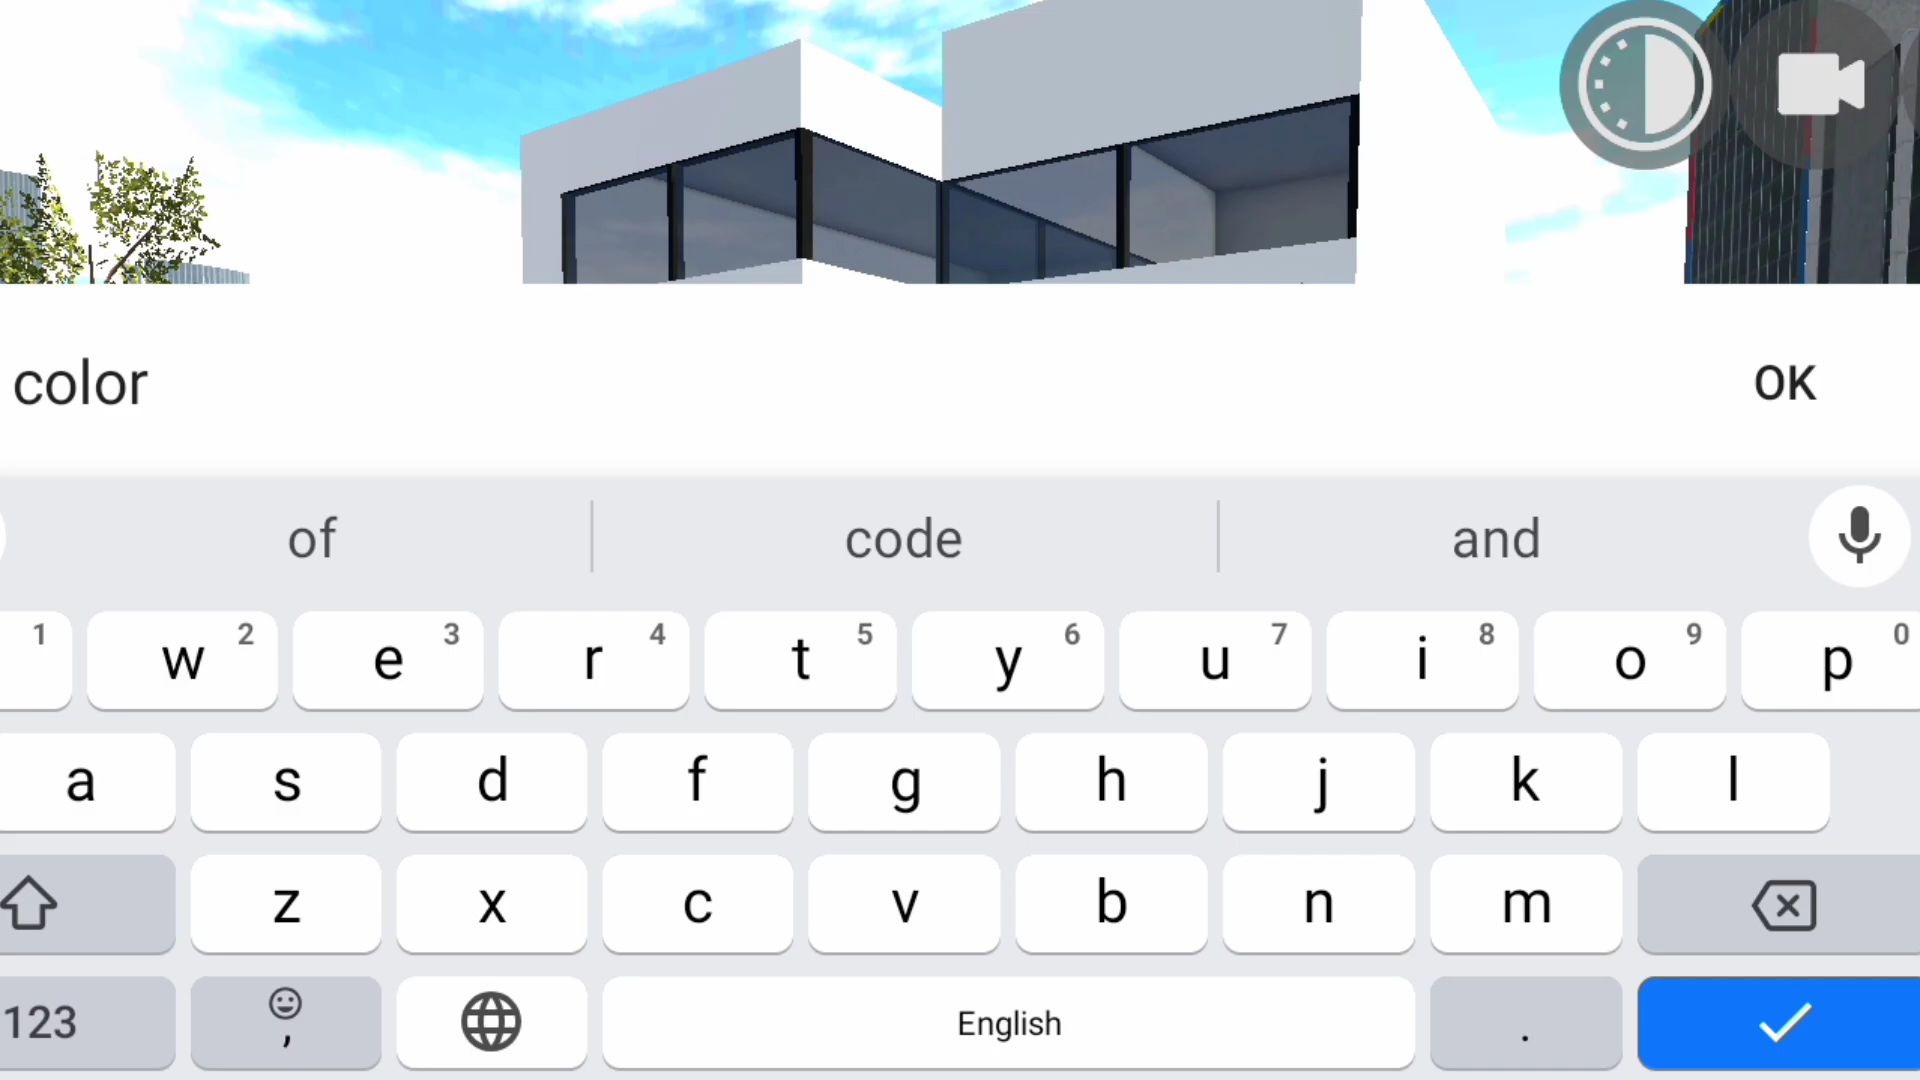 color
OK
of
code
and
1
w 2
e 3
r 4
t 5
y 6
u 7
i 8
o 9
p 0
a
s
d
f
g
h
j
k
l
z
x
c
v
b
n
m
123
,
English
.